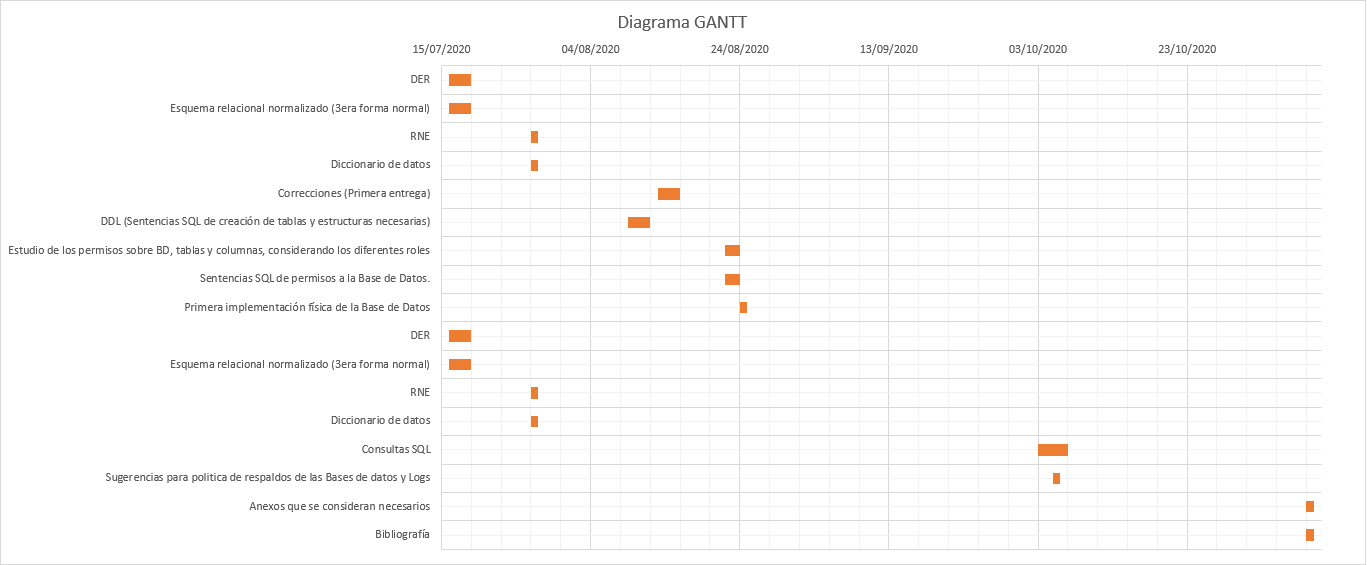 Diagrama GANTT
15/07/2020 04/08/2020 24/08/2020 13/09/2020 03/10/2020 23/10/2020
DER
Esquema relacional normalizado (3era forma normal)
RNE
Diccionario de datos
Correcciones (Primera entrega)
DDL (Sentencias SQL de creación de tablas y estructuras necesarias)
Estudio de los permisos sobre BD, tablas y columnas, considerando los diferentes roles
Sentencias SQL de permisos a la Base de Datos.
Primera implementación física de la Base de Datos
DER
Esquema relacional normalizado (3era forma normal)
RNE
Diccionario de datos
Consultas SQL
Sugerencias para politica de respaldos de las Bases de datos y Logs
Anexos que se consideran necesarios
Bibliografía